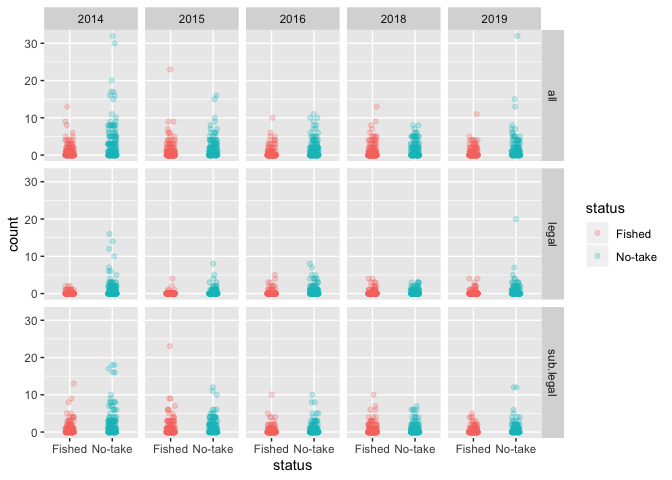 2014 2015 2016 2018 2019
30
20
10
0
all
30
20
10
0
legal
30
20
10
0
sub.legal
count
Fished No-take Fished No-take Fished No-take Fished No-take Fished No-take
status
status
Fished
No-take